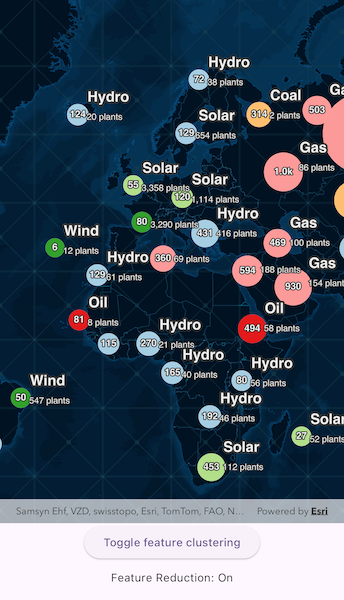 Hydro
72 38 plants
Hydro
124 20 plants
Coal
314 2 plants
503
Solar
129 654 plants
Gas
1.0k 86 plants
Solar
55 3,358 plants
Solar
120 1,114 plants
80 3,290 plants
Hydro
431 416 plants
Wind
6 12 plants
Gas
469 100 plants
Hydro
129 61 plants
360 69 plants
594 188 plants
Gas
930 154 plants
Oil
81 8 plants
Oil
494 58 plants
115
Hydro
270 21 plants
Hydro
165 40 plants
Hydro
80 56 plants
Wind
50 547 plants
Hydro
192 46 plants
Solar
27 52 plants
Solar
453 112 plants
Samsyn Ehf, VZD, swisstopo, Esri, TomTom, FAO, N... Powered by Esri
Toggle feature clustering
Feature Reduction: On